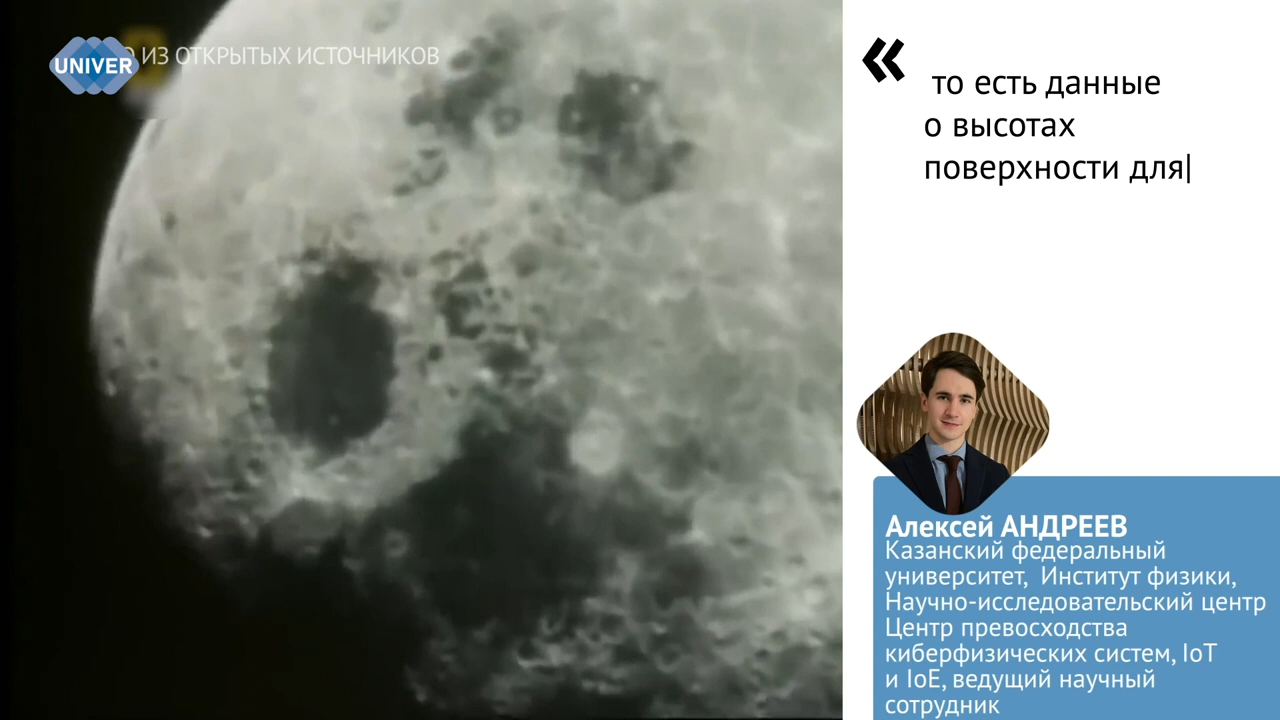 UNIVER
ИЗ ОТКРЫТЫХ ИСТОЧНИКОВ
«
то есть данные
о высотах
поверхности для|
Алексей АНДРЕЕВ
Казанский федеральный
университет, Институт физики,
Научно-исследовательский центр
Центр превосходства
киберфизических систем, IoT
и IoE, ведущий научный
сотрудник